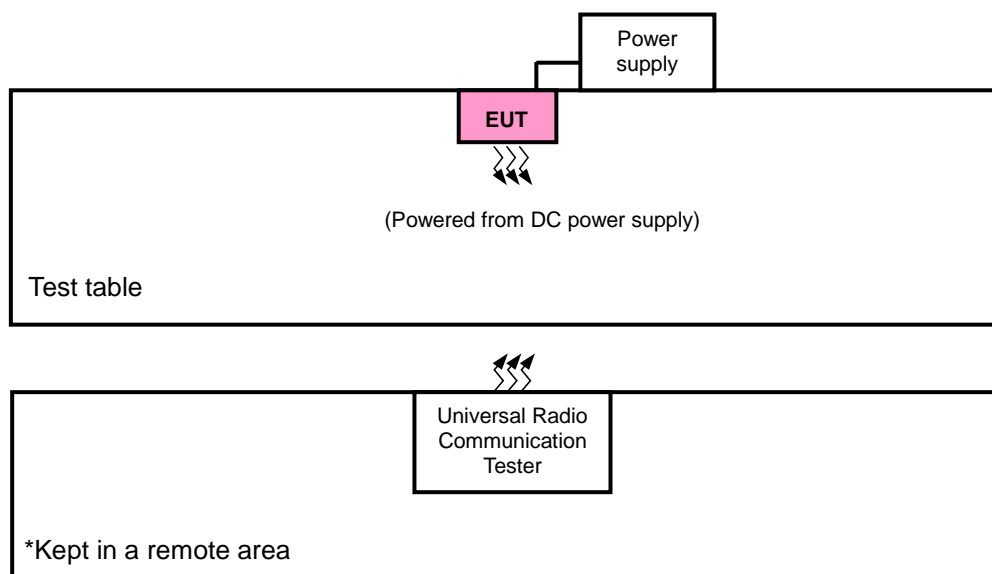 Power
supply
EUT
(Powered from DC power supply)
Test table
Universal Radio
Communication
Tester
*Kept in a remote area